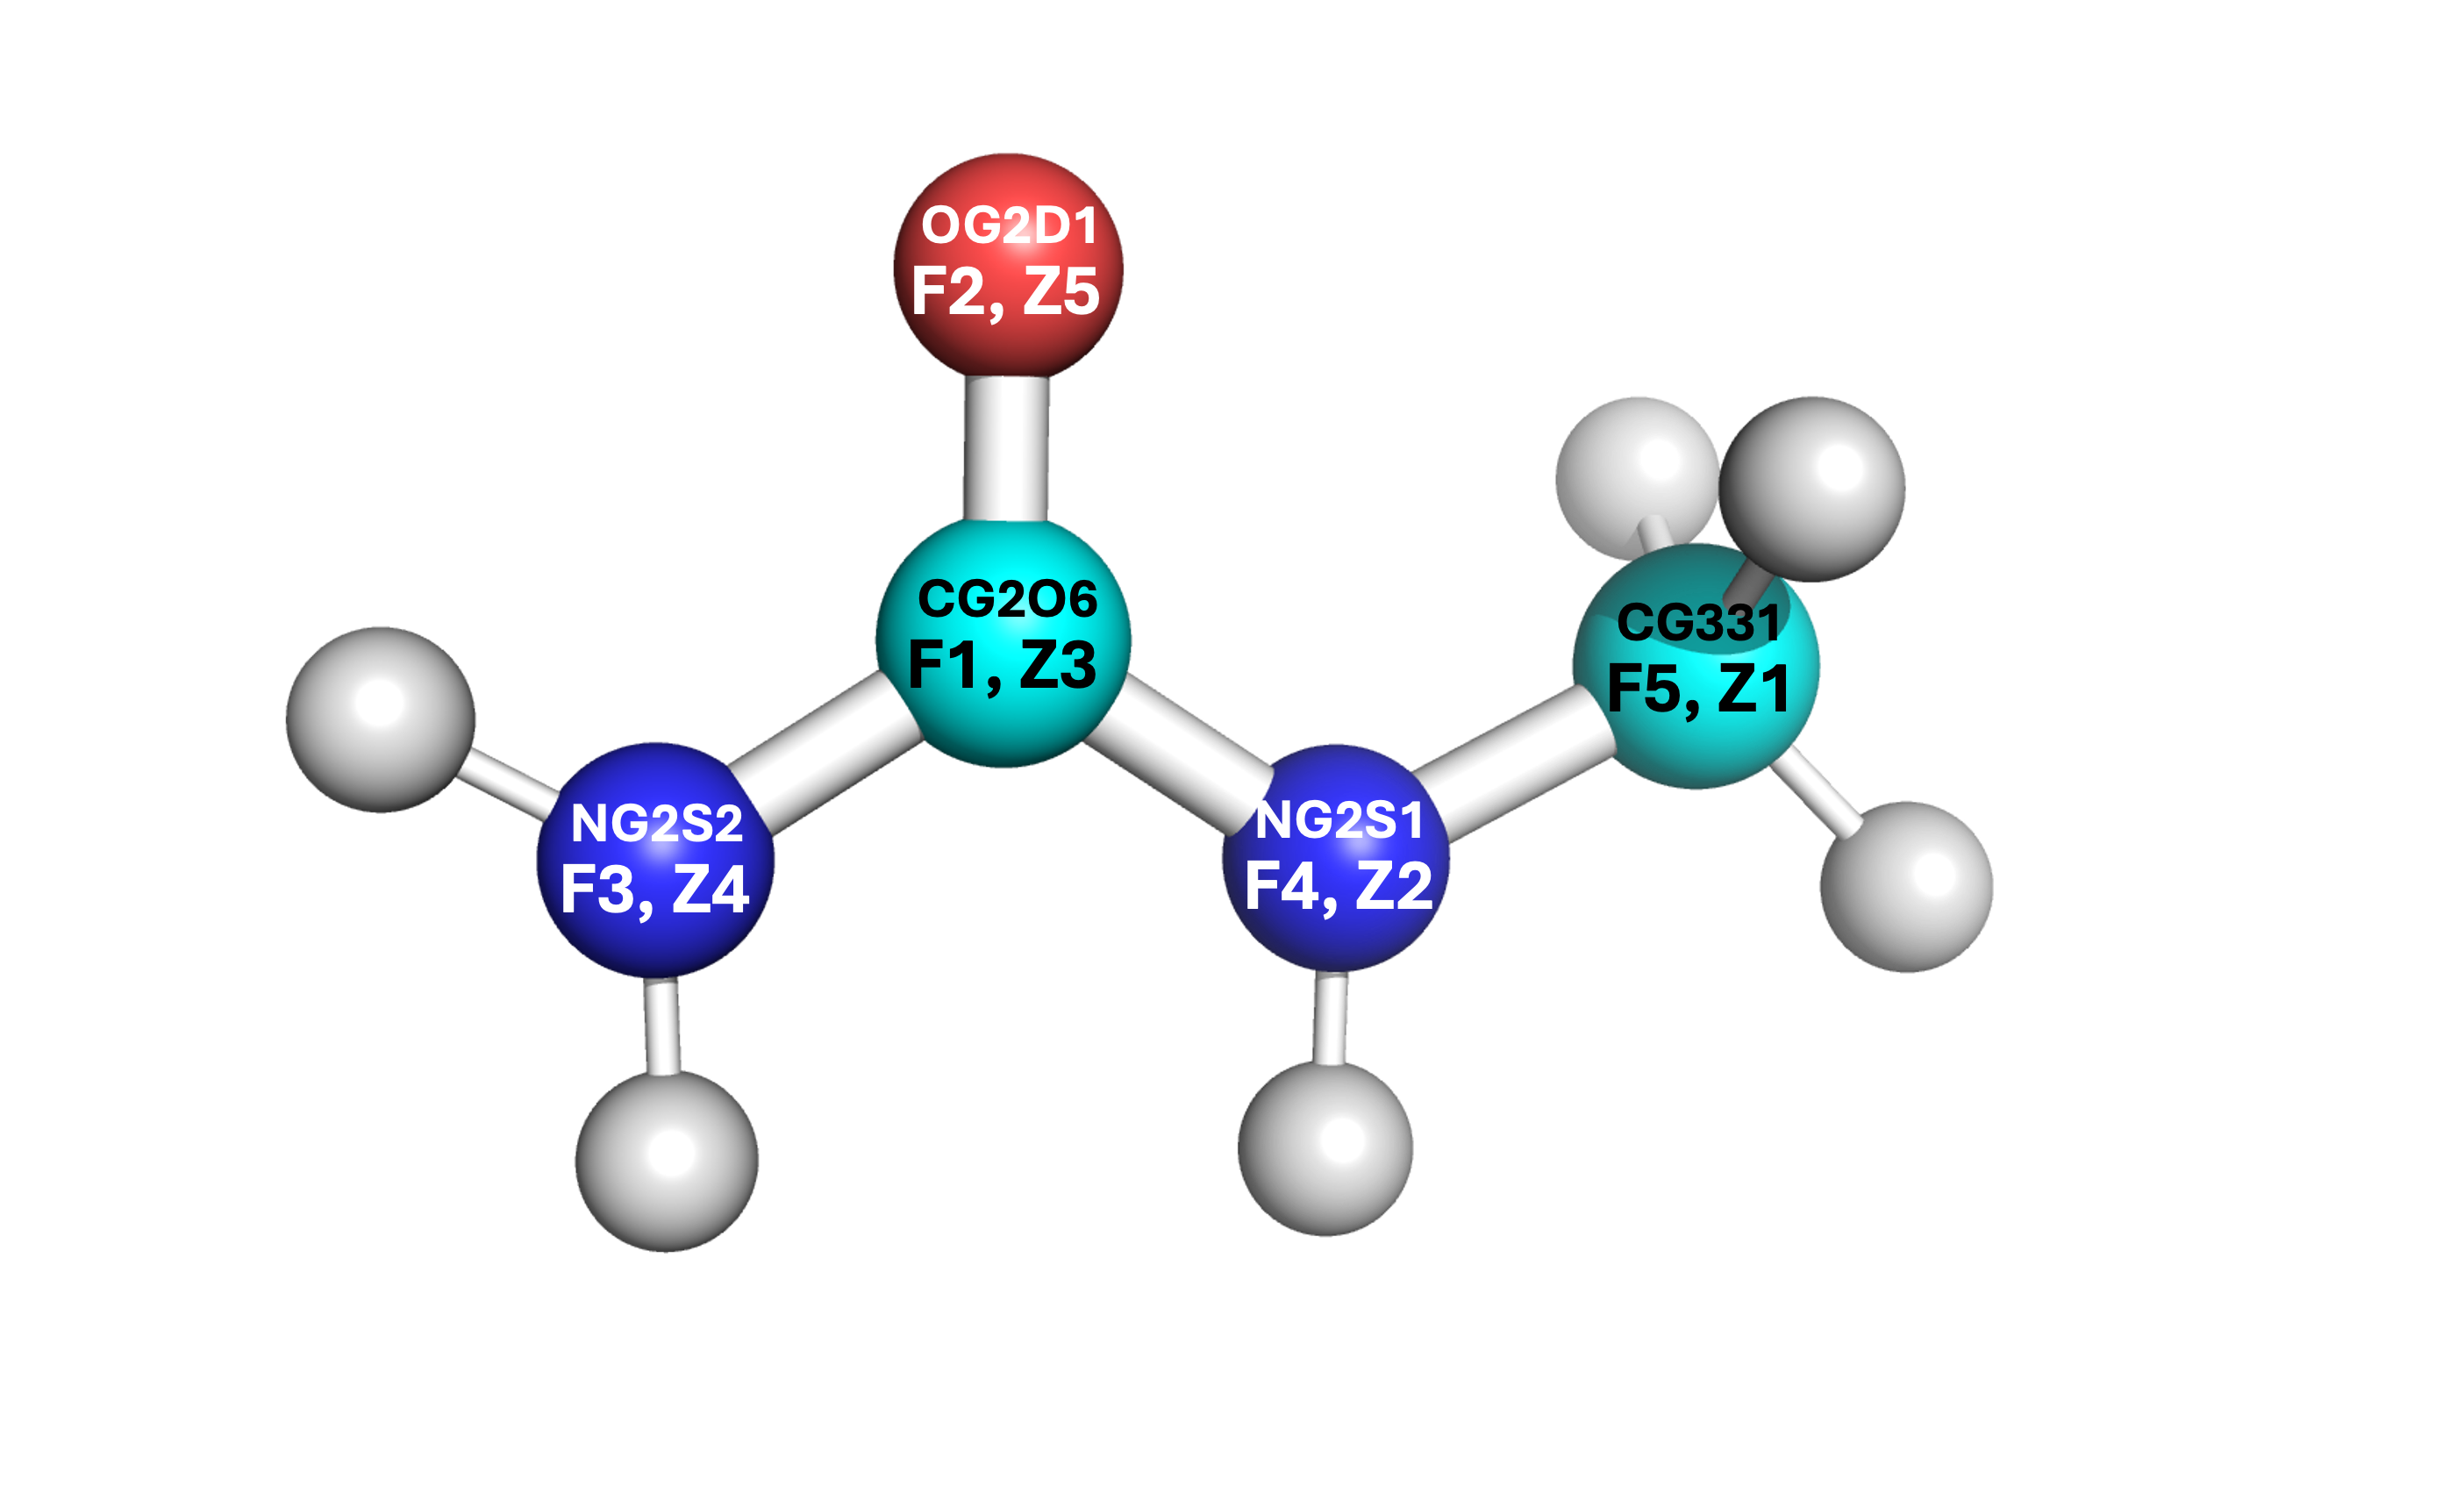 OG2D1
F2, Z5
CG2O6
F1, Z3
CG331
F5, Z1
NG2S2
F3, Z4
NG2S1
F4, Z2